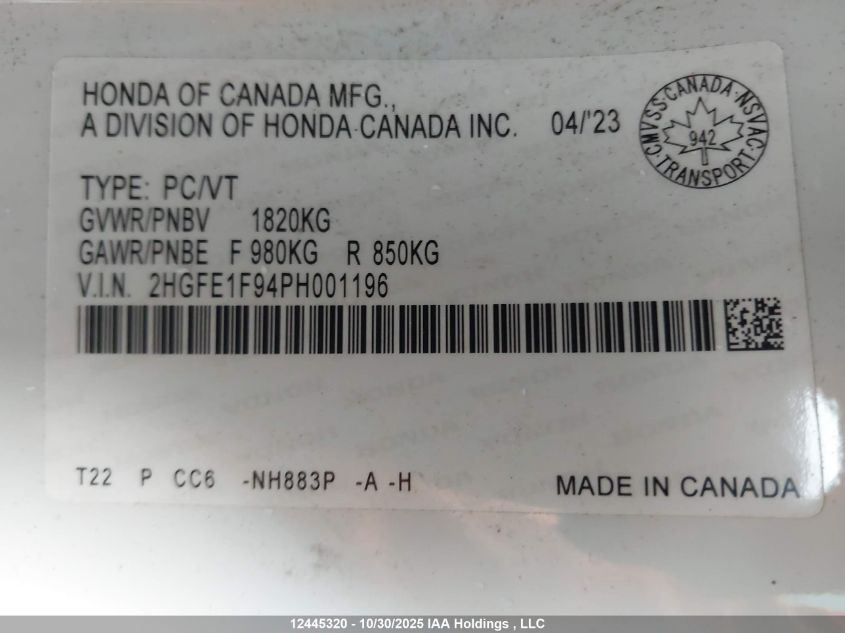 HONDA OF CANADA MFG.,
A DIVISION OF HONDA CANADA INC. 04/'23
CMVSS·CANADA·NSVAC·TRANSPORT·
942
TYPE: PC/VT
GVWR/PNBV 1820KG
GAWR/PNBE F 980KG R 850KG
V.I.N. 2HGFE1F94PH001196
T22 P CC6 -NH883P -A -H
MADE IN CANADA
12445320 - 10/30/2025 IAA Holdings , LLC